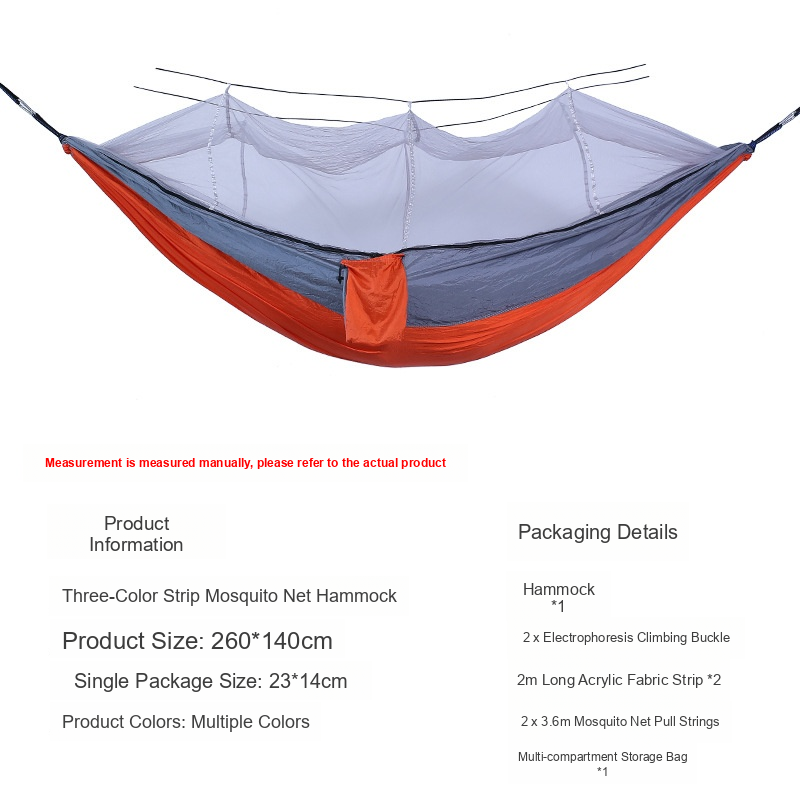 Measurement is measured manually, please refer to the actual product
Product
Information
Three-Color Strip Mosquito Net Hammock
Product Size: 260*140cm
Single Package Size: 23*14cm
Product Colors: Multiple Colors
Packaging Details
Hammock
*1
2 x Electrophoresis Climbing Buckle
2m Long Acrylic Fabric Strip *2
2 x 3.6m Mosquito Net Pull Strings
Multi-compartment Storage Bag
*1